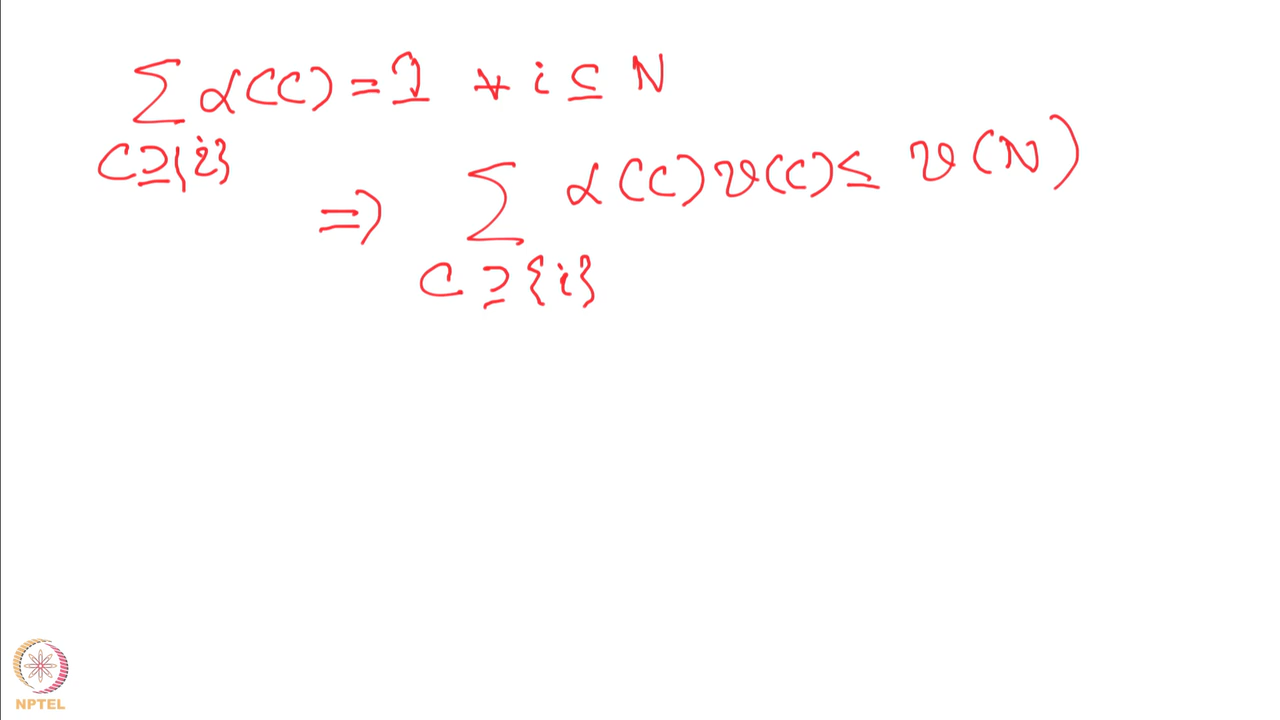 ∑ α(C) = 1 ∀ i ⊆ N
C ⊇ {i}
⇒ ∑ α(C) v(C) ≤ v(N)
C ⊇ {i}
NPTEL